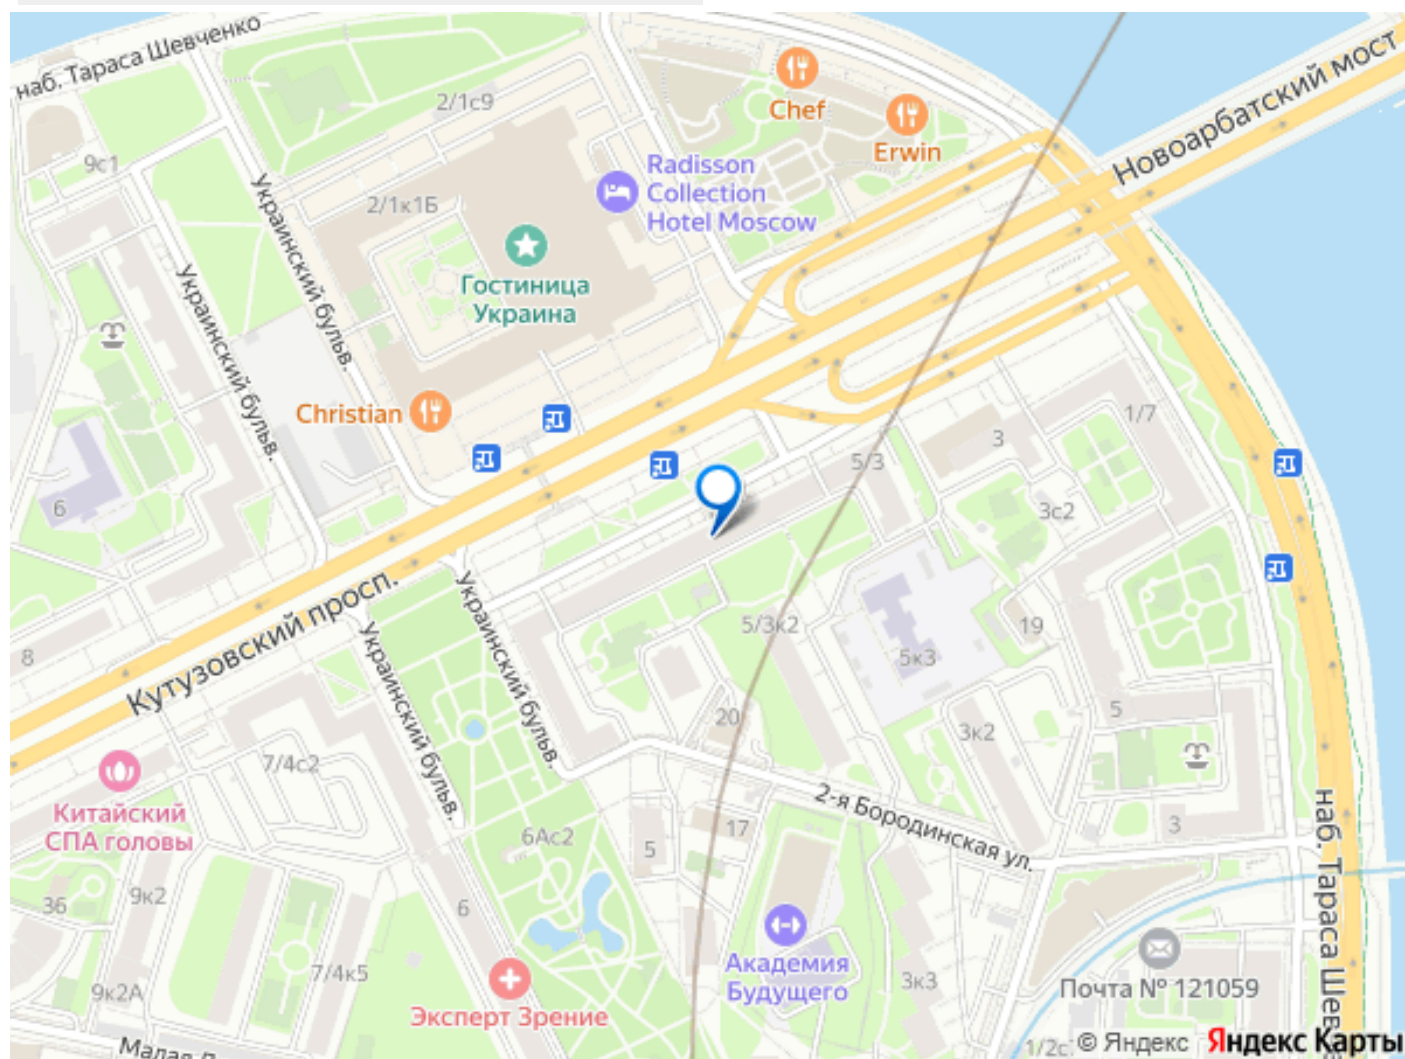 наб. Тараса Шевченко
Новоарбатский мост
Chef
2/1с9
Erwin
9с1
Radisson
Collection
Hotel Moscow
Украинский бульв.
2/1к1Б
Гостиница
Украина
Украинский бульв.
Christian
1/7
3
5/3
6
3с2
Кутузовский просп.
Украинский бульв.
Украинский бульв.
5/3к2
19
5к3
8
20
5
3к2
7/4с2
2-я Бородинская ул.
Китайский
СПА головы
17
3
6Ас2
5
наб. Тараса Шев
36
9к2
6
Академия
Будущего
7/4к5
3к3
Почта № 121059
9к2А
Эксперт Зрение
Малая
1/2с
© Яндекс Яндекс Карты